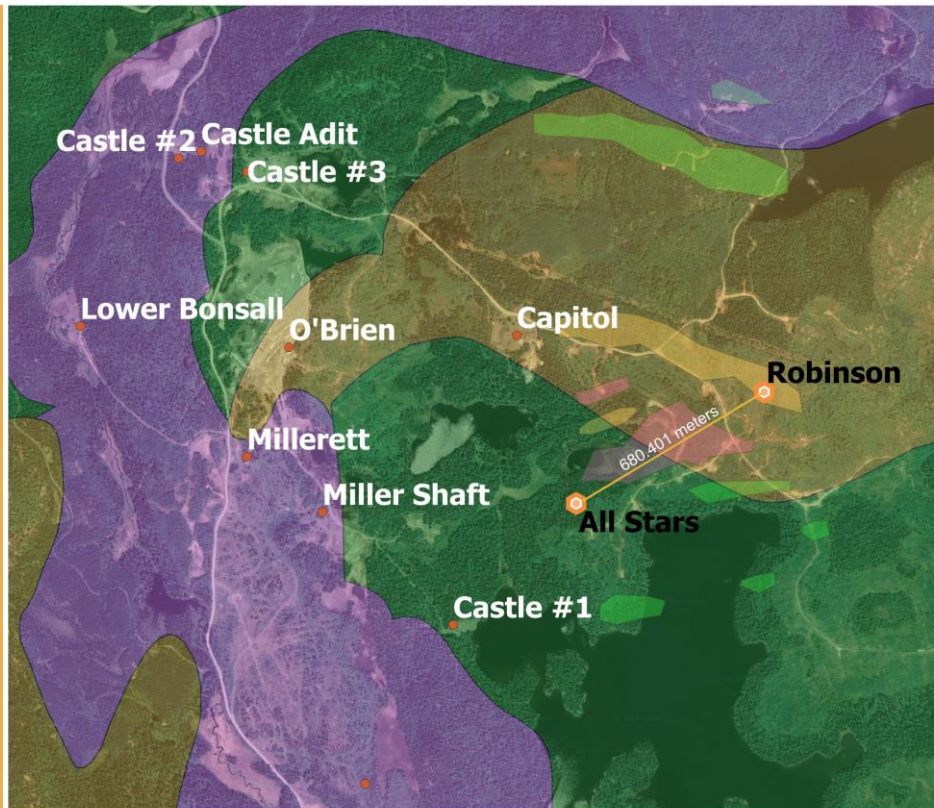 Castle #2
Castle Adit
Castle #3
Lower Bonsall
O'Brien
Capitol
Robinson
680.401 meters
Millerett
Miller Shaft
All Stars
Castle #1